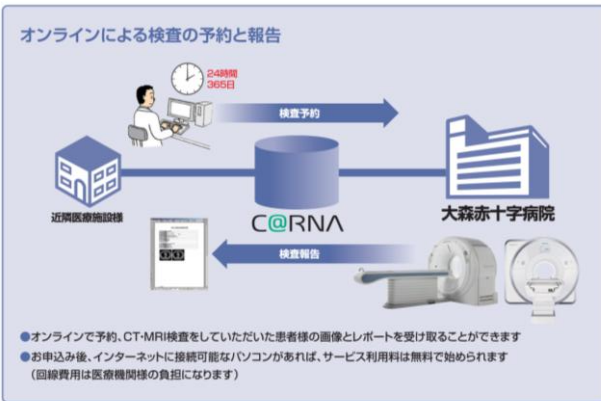 オンラインによる検査の予約と報告
24時間
365日
検査予約
近隣医療施設様
C@RNA
大森赤十字病院
検査報告
●オンラインで予約、CT・MRI検査をしていただいた患者様の画像とレポートを受け取ることができます
●お申込み後、インターネットに接続可能なパソコンがあれば、サービス利用料は無料で始められます
（回線費用は医療機関様の負担になります）